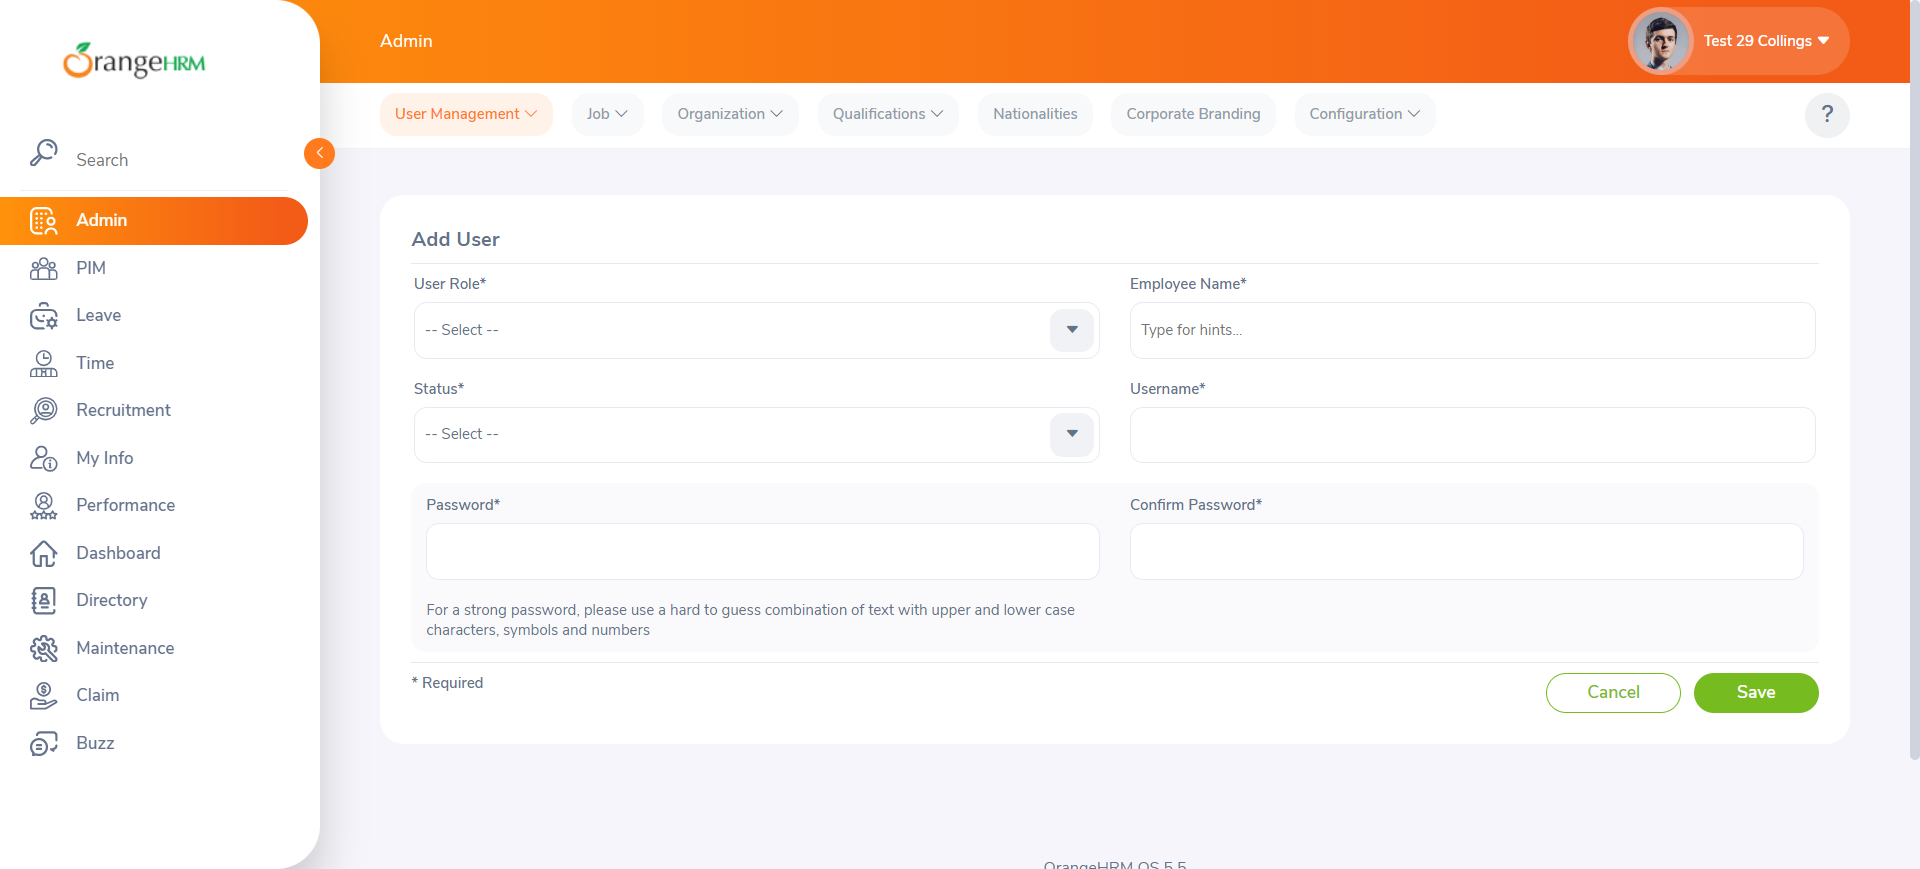 OrangeHRM
Search
Admin
PIM
Leave
Time
Recruitment
My Info
Performance
Dashboard
Directory
Maintenance
Claim
Buzz
Admin
Test 29 Collings
User Management
Job
Organization
Qualifications
Nationalities
Corporate Branding
Configuration
?
Add User
User Role*
-- Select --
Employee Name*
Type for hints...
Status*
-- Select --
Username*
Password*
Confirm Password*
For a strong password, please use a hard to guess combination of text with upper and lower case
characters, symbols and numbers
* Required
Cancel
Save
OrangeHRM OS 5.5